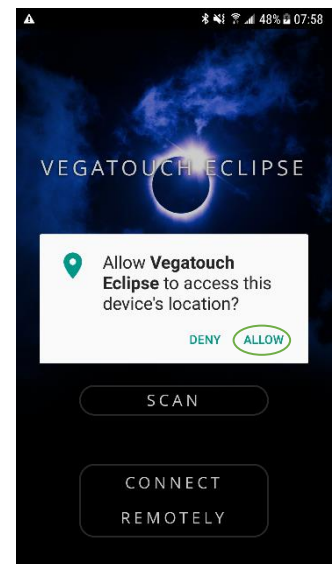 48% 07:58
VEGATOUCH ECLIPSE
Allow Vegatouch
Eclipse to access this
device's location?
DENY ALLOW
SCAN
CONNECT
REMOTELY